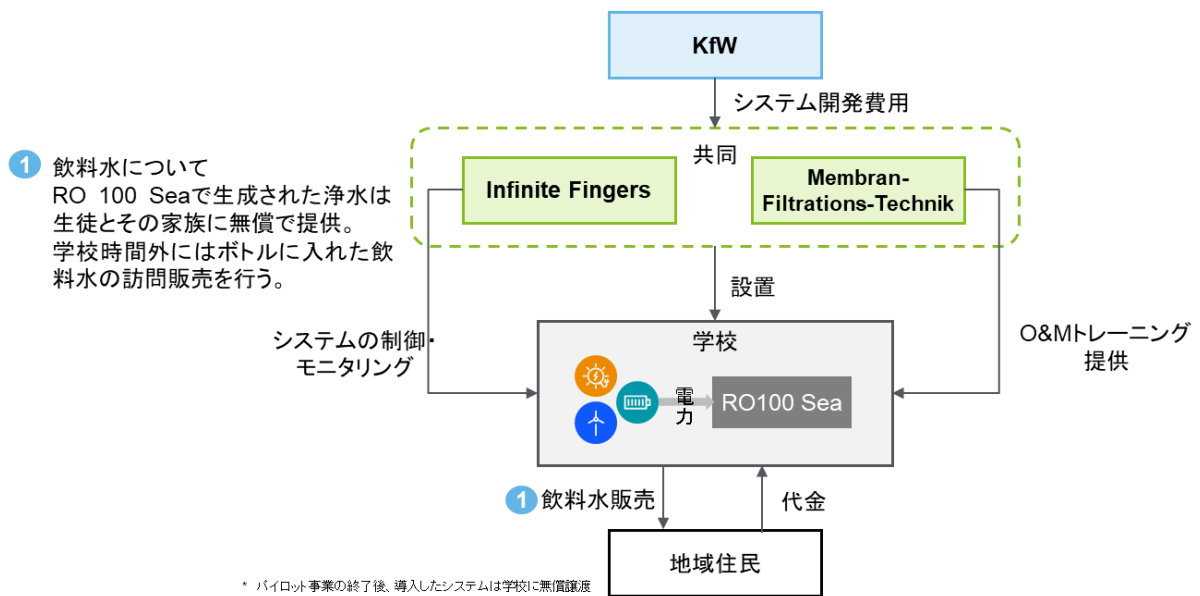 KfW
システム開発費用
共同
Infinite Fingers
Membran-
Filtrations-Technik
1 飲料水について
RO 100 Seaで生成された浄水は
生徒とその家族に無償で提供。
学校時間外にはボトルに入れた飲
料水の訪問販売を行う。
設置
システムの制御・
モニタリング
O&Mトレーニング
提供
学校
電
力
RO100 Sea
1 飲料水販売
代金
地域住民
* パイロット事業の終了後、導入したシステムは学校に無償譲渡